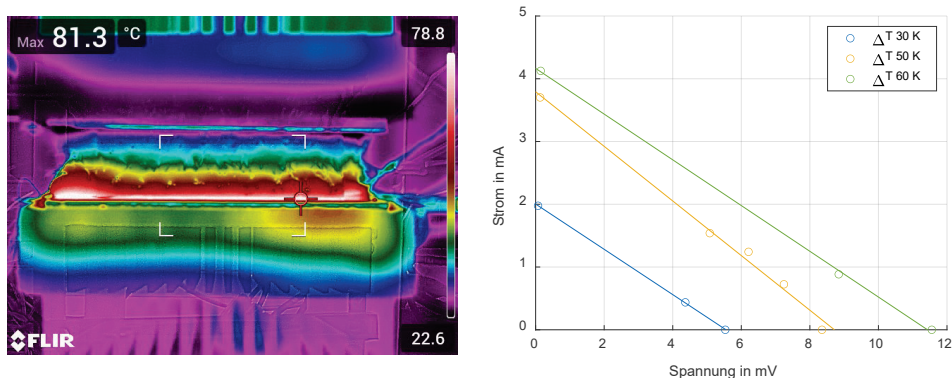 Max 81.3 °C
78.8
22.6
FLIR
5
4
3
2
1
0
Strom in mA
0 2 4 6 8 10 12
Spannung in mV
ΔT 30 K
ΔT 50 K
ΔT 60 K